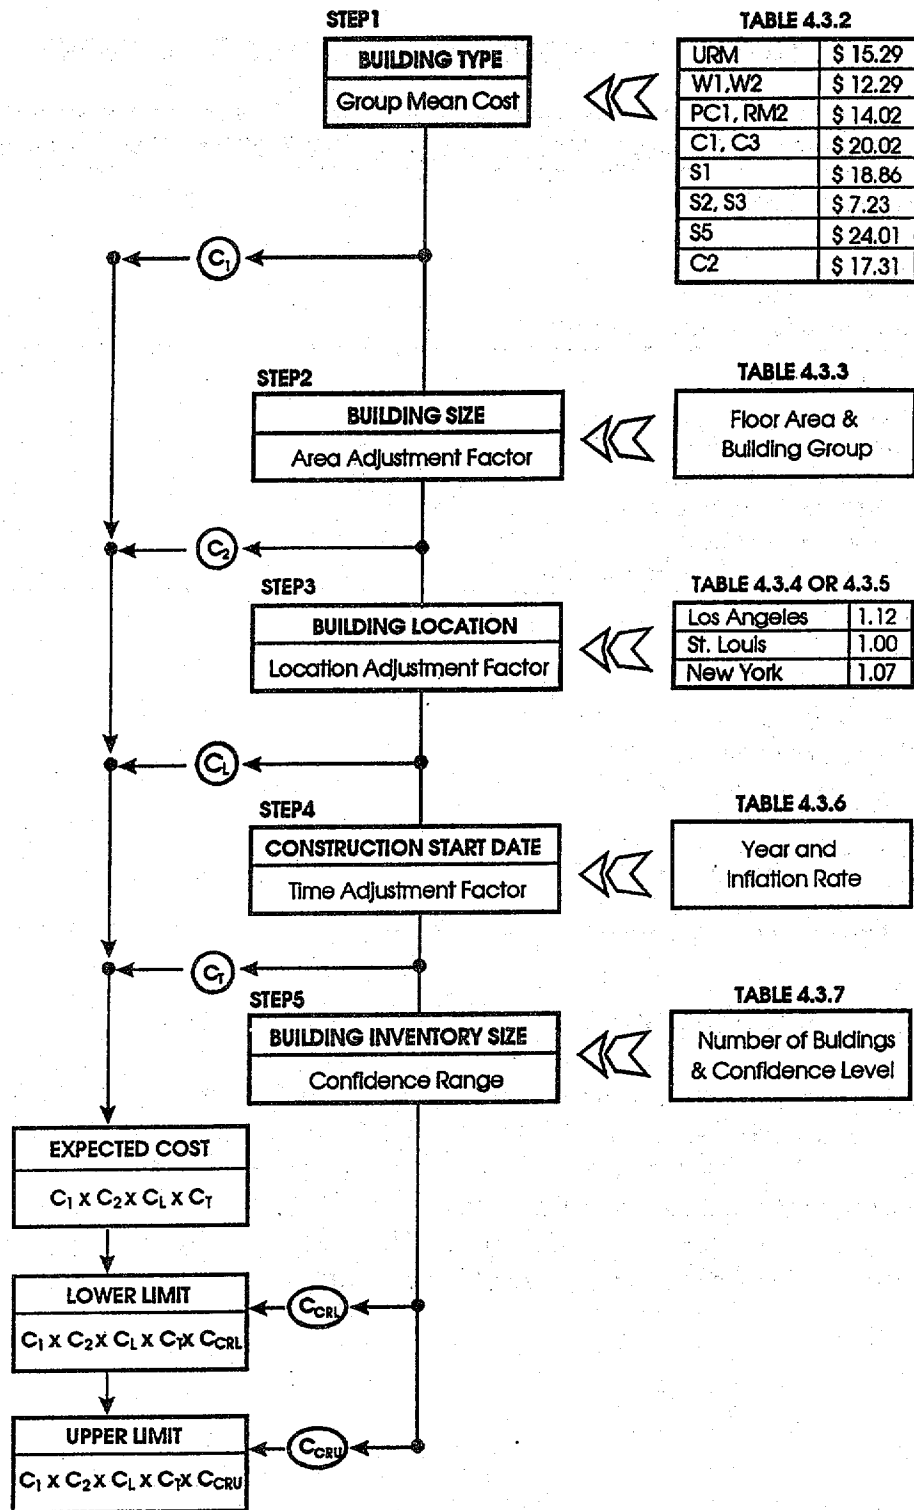 STEP1
BUILDING TYPE
Group Mean Cost
TABLE 4.3.2
URM $ 15.29
W1,W2 $ 12.29
PC1, RM2 $ 14.02
C1, C3 $ 20.02
S1 $ 18.86
S2, S3 $ 7.23
S5 $ 24.01
C2 $ 17.31
C1
STEP2
BUILDING SIZE
Area Adjustment Factor
TABLE 4.3.3
Floor Area &
Building Group
C2
STEP3
BUILDING LOCATION
Location Adjustment Factor
TABLE 4.3.4 OR 4.3.5
Los Angeles 1.12
St. Louis 1.00
New York 1.07
CL
STEP4
CONSTRUCTION START DATE
Time Adjustment Factor
TABLE 4.3.6
Year and
Inflation Rate
CT
STEP5
BUILDING INVENTORY SIZE
Confidence Range
TABLE 4.3.7
Number of Buldings
& Confidence Level
EXPECTED COST
C1 x C2 x CL x CT
LOWER LIMIT
C1 x C2 x CL x CT x CCRL
CCRL
UPPER LIMIT
C1 x C2 x CL x CT x CCRU
CCRU